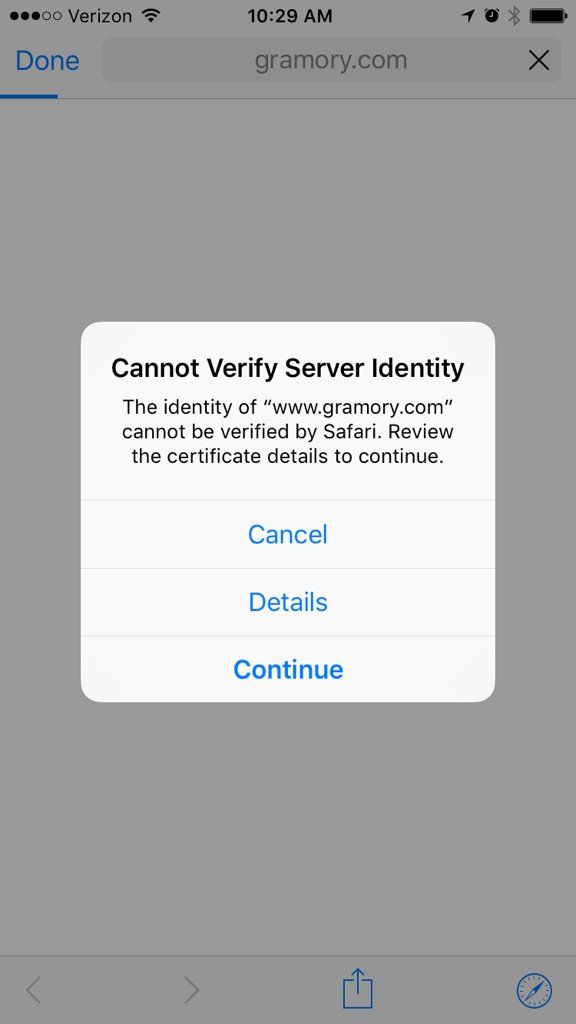 Verizon 10:29 AM
Done gramory.com
Cannot Verify Server Identity
The identity of “www.gramory.com”
cannot be verified by Safari. Review
the certificate details to continue.
Cancel
Details
Continue